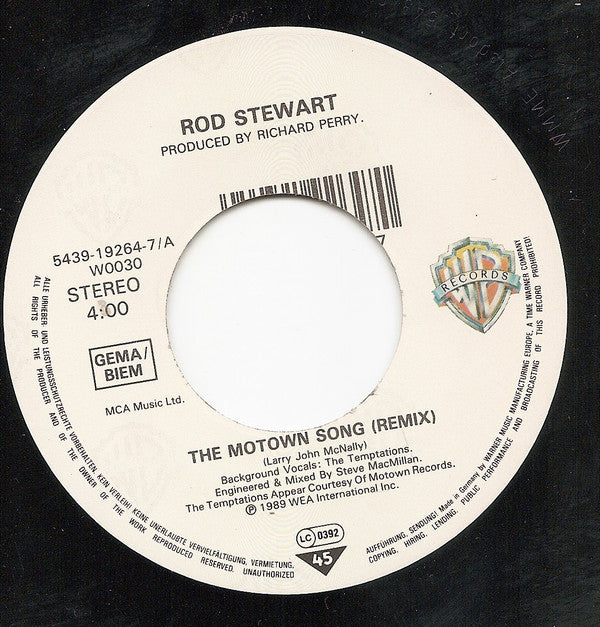 ROD STEWART
PRODUCED BY RICHARD PERRY.
7
5439-19264-7/A
W0030
STEREO
4:00
GEMA/
BIEM
MCA Music Ltd.
WB
RECORDS
THE MOTOWN SONG (REMIX)
(Larry John McNally)
Background Vocals: The Temptations.
Engineered & Mixed By Steve MacMillan.
The Temptations Appear Courtesy Of Motown Records.
℗ 1989 WEA International Inc.
LC 0392
45
ALLE URHEBER- UND LEISTUNGSSCHUTZRECHTE VORBEHALTEN. KEIN VERLEIH! KEINE UNERLAUBTE VERVIELFÄLTIGUNG, VERMIETUNG,
AUFFÜHRUNG, SENDUNG! Made in Germany by WARNER MUSIC MANUFACTURING EUROPE, A TIME WARNER COMPANY
ALL RIGHTS OF THE PRODUCER AND OF THE OWNER OF THE WORK REPRODUCED RESERVED. UNAUTHORIZED
COPYING, HIRING, LENDING, PUBLIC PERFORMANCE AND BROADCASTING OF THIS RECORD PROHIBITED!